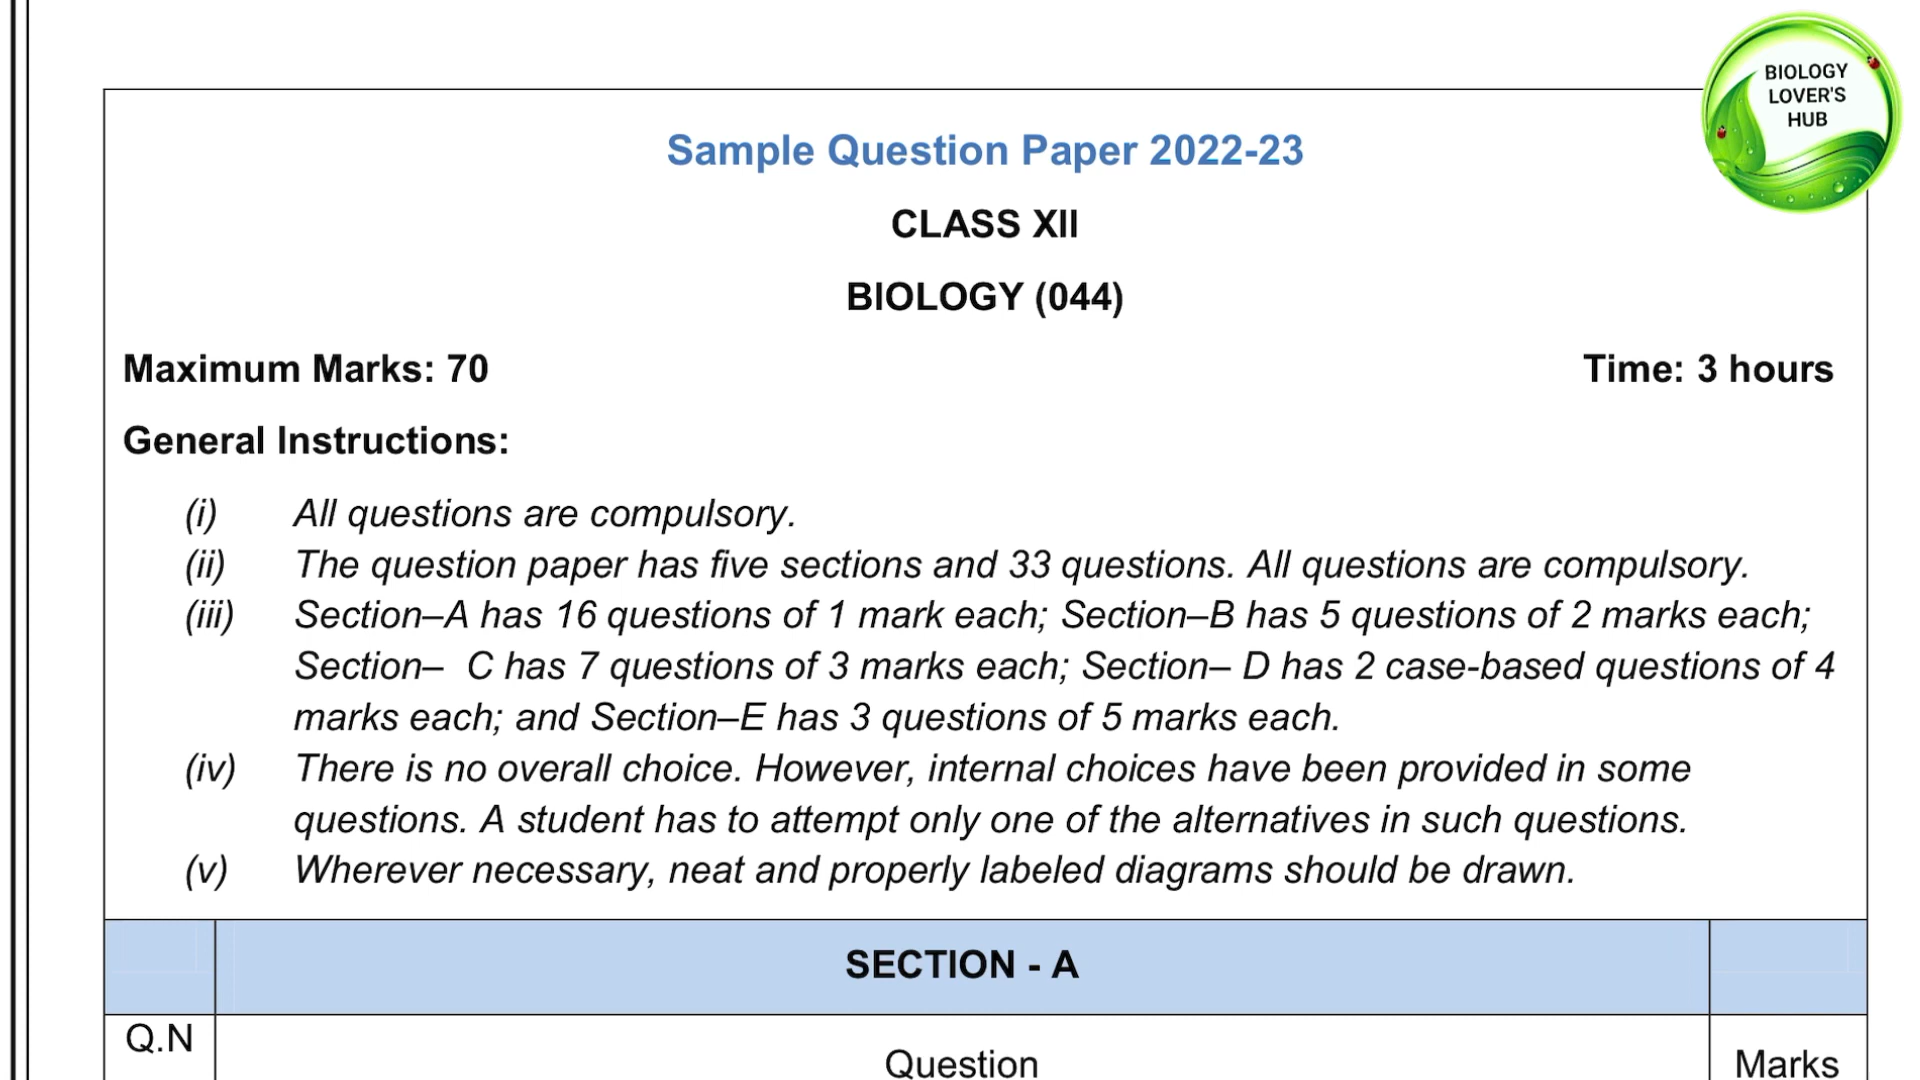 BIOLOGY
LOVER'S
HUB
Sample Question Paper 2022-23
CLASS XII
BIOLOGY (044)
Maximum Marks: 70 Time: 3 hours
General Instructions:
(i) All questions are compulsory.
(ii) The question paper has five sections and 33 questions. All questions are compulsory.
(iii) Section–A has 16 questions of 1 mark each; Section–B has 5 questions of 2 marks each;
Section– C has 7 questions of 3 marks each; Section– D has 2 case-based questions of 4
marks each; and Section–E has 3 questions of 5 marks each.
(iv) There is no overall choice. However, internal choices have been provided in some
questions. A student has to attempt only one of the alternatives in such questions.
(v) Wherever necessary, neat and properly labeled diagrams should be drawn.
SECTION - A
Q.N Question Marks